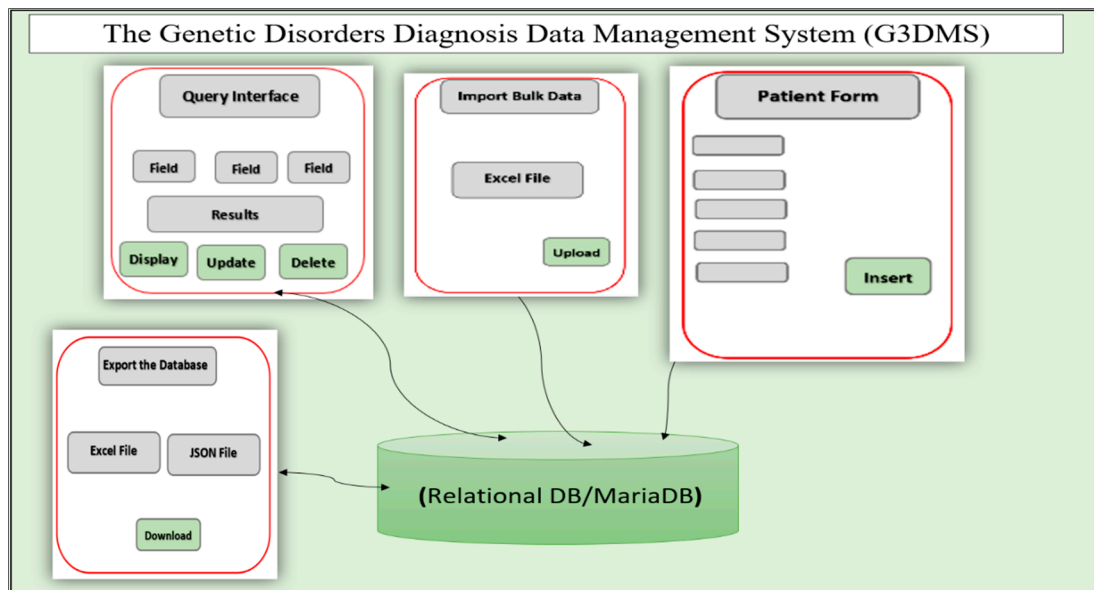 The Genetic Disorders Diagnosis Data Management System (G3DMS)
Query Interface
Field
Field
Field
Results
Display
Update
Delete
Import Bulk Data
Excel File
Upload
Patient Form
Insert
Export the Database
Excel File
JSON File
Download
(Relational DB/MariaDB)